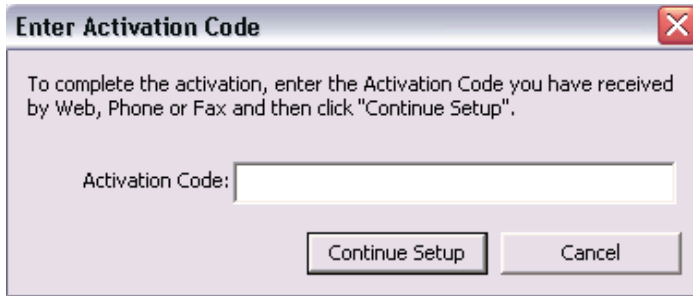 Enter Activation Code
To complete the activation, enter the Activation Code you have received
by Web, Phone or Fax and then click "Continue Setup".
Activation Code:
Continue Setup
Cancel